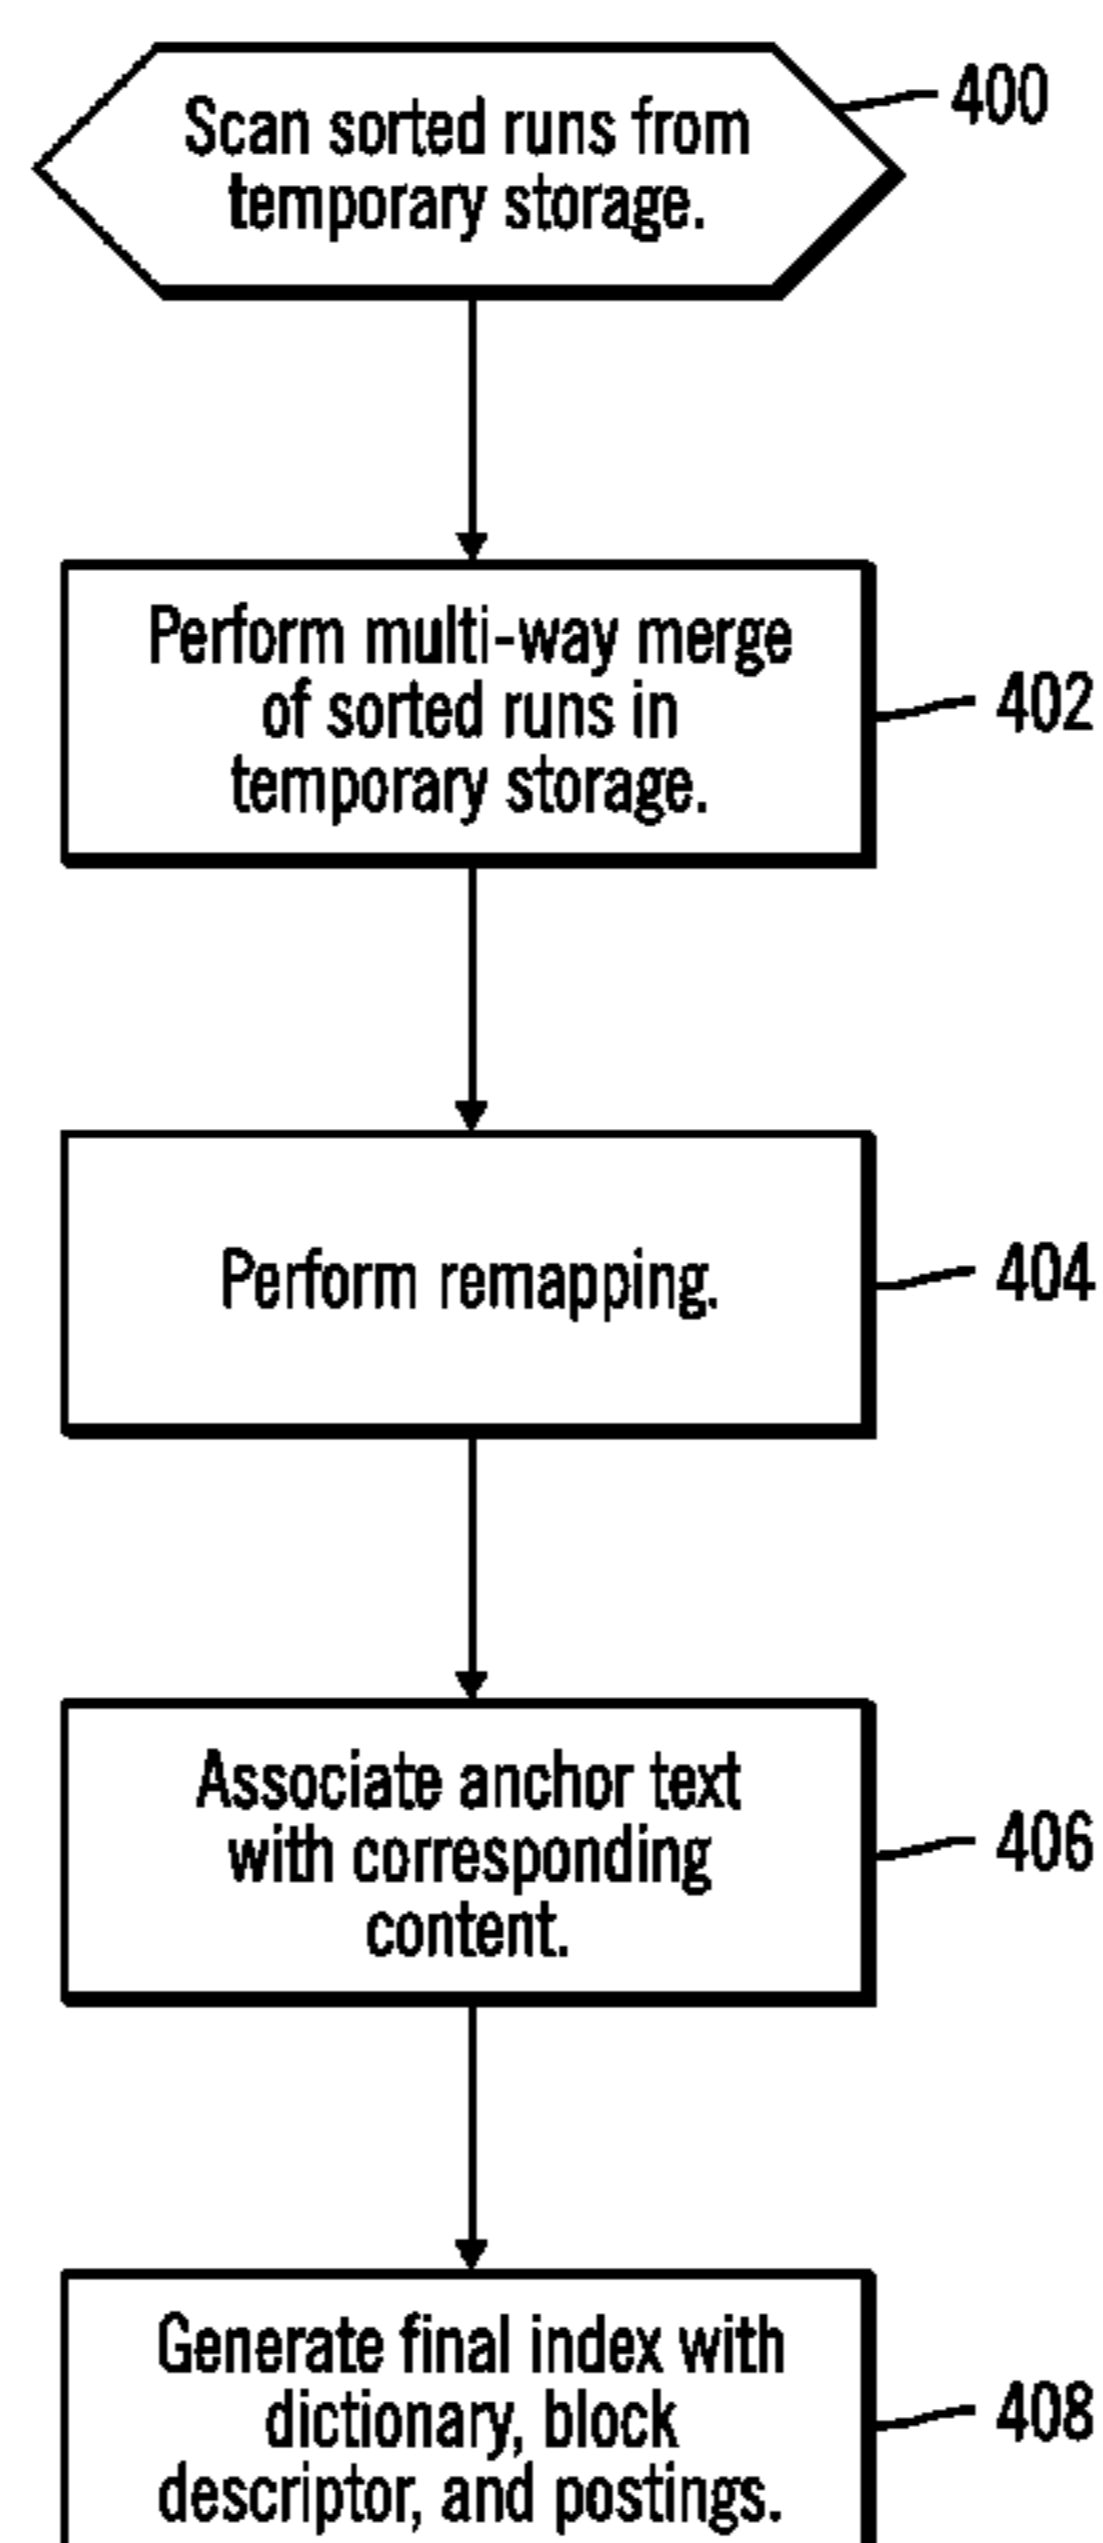 Scan sorted runs from
temporary storage.
400
Perform multi-way merge
of sorted runs in
temporary storage.
402
Perform remapping.
404
Associate anchor text
with corresponding
content.
406
Generate final index with
dictionary, block
descriptor, and postings.
408